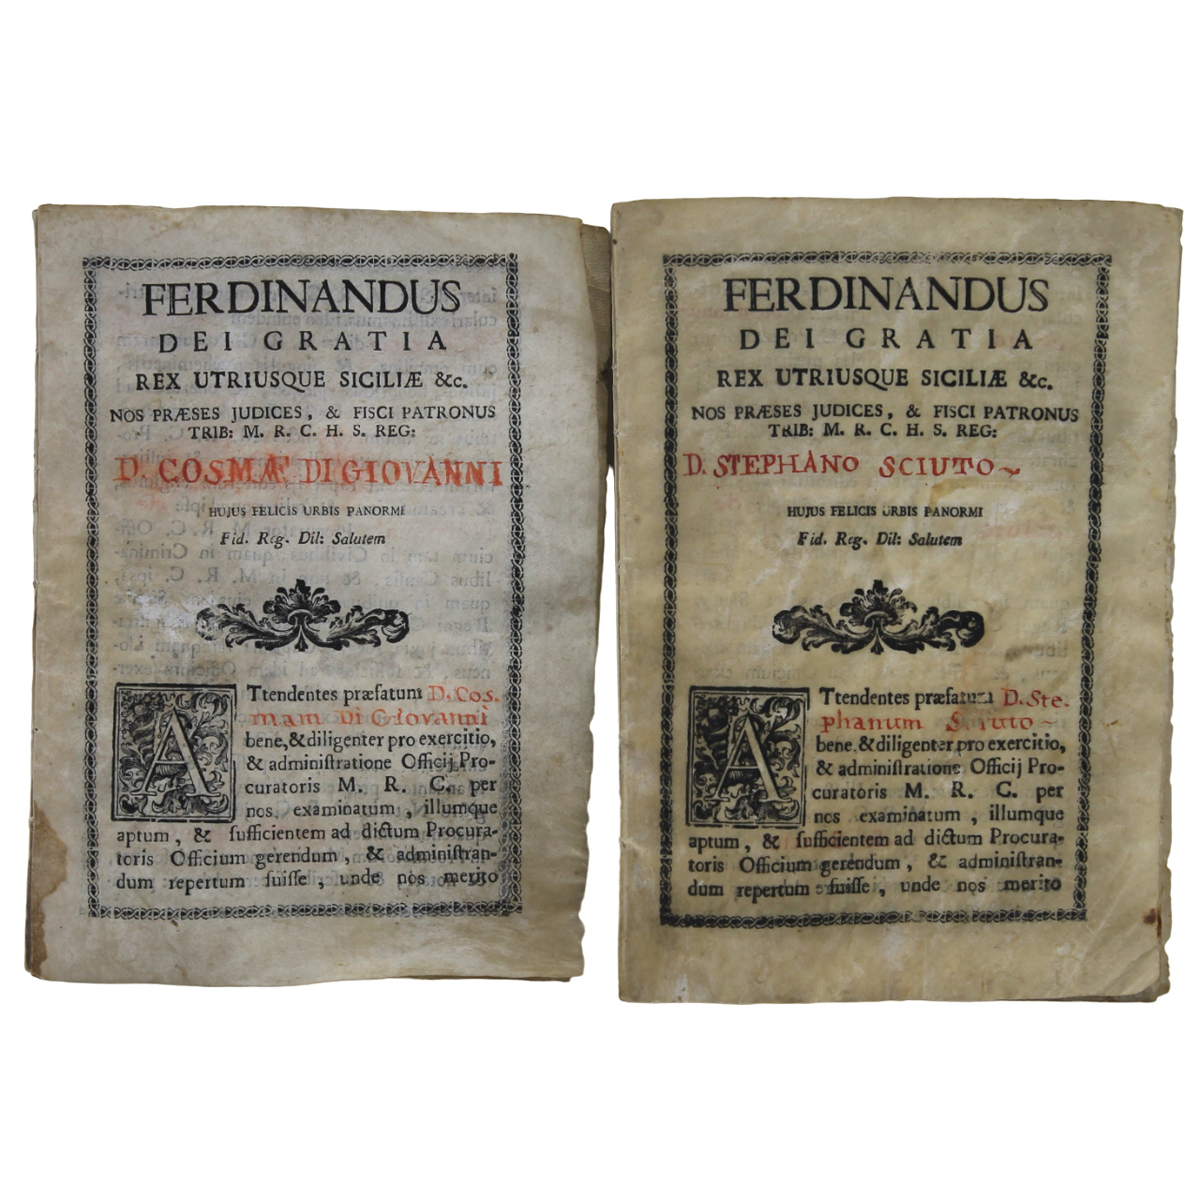 FERDINANDUS
DEI GRATIA
REX UTRIUSQUE SICILIÆ &c.
NOS PRÆSES JUDICES, & FISCI PATRONUS
TRIB: M. R. C. H. S. REG:
D. COSMÆ DI GIOVANNI
HUJUS FELICIS URBIS PANORMI
Fid. Reg. Dil: Salutem
ATtendentes præfatum D. Cos-
mam Di Giovannì
bene, & diligenter pro exercitio,
& adminiſtratione Officij Pro-
curatoris M. R. C. per
nos examinatum, illumque
aptum, & ſufficientem ad dictum Procura-
toris Officium gerendum, & adminiſtran-
dum repertum fuiſſe, unde nos merito
FERDINANDUS
DEI GRATIA
REX UTRIUSQUE SICILIÆ &c.
NOS PRÆSES JUDICES, & FISCI PATRONUS
TRIB: M. R. C. H. S. REG:
D. STEPHANO SCIUTO~
HUJUS FELICIS URBIS PANORMI
Fid. Reg. Dil: Salutem
ATtendentes præfatum D. Ste-
phanum Sciuto~
bene, & diligenter pro exercitio,
& adminiſtratione Officij Pro-
curatoris M. R. C. per
nos examinatum, illumque
aptum, & ſufficientem ad dictum Procura-
toris Officium gerendum, & adminiſtran-
dum repertum fuiſſe, unde nos merito